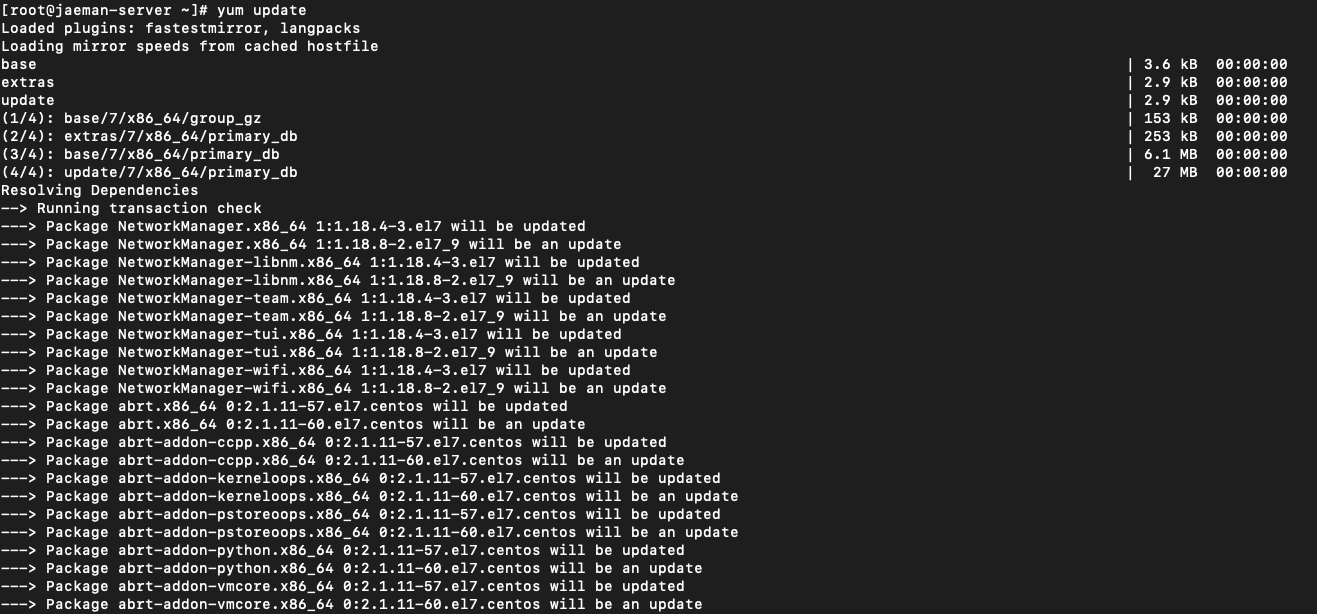 [root@jaeman-server ~]# yum update
Loaded plugins: fastestmirror, langpacks
Loading mirror speeds from cached hostfile
base | 3.6 kB 00:00:00
extras | 2.9 kB 00:00:00
update | 2.9 kB 00:00:00
(1/4): base/7/x86_64/group_gz | 153 kB 00:00:00
(2/4): extras/7/x86_64/primary_db | 253 kB 00:00:00
(3/4): base/7/x86_64/primary_db | 6.1 MB 00:00:00
(4/4): update/7/x86_64/primary_db | 27 MB 00:00:00
Resolving Dependencies
--> Running transaction check
---> Package NetworkManager.x86_64 1:1.18.4-3.el7 will be updated
---> Package NetworkManager.x86_64 1:1.18.8-2.el7_9 will be an update
---> Package NetworkManager-libnm.x86_64 1:1.18.4-3.el7 will be updated
---> Package NetworkManager-libnm.x86_64 1:1.18.8-2.el7_9 will be an update
---> Package NetworkManager-team.x86_64 1:1.18.4-3.el7 will be updated
---> Package NetworkManager-team.x86_64 1:1.18.8-2.el7_9 will be an update
---> Package NetworkManager-tui.x86_64 1:1.18.4-3.el7 will be updated
---> Package NetworkManager-tui.x86_64 1:1.18.8-2.el7_9 will be an update
---> Package NetworkManager-wifi.x86_64 1:1.18.4-3.el7 will be updated
---> Package NetworkManager-wifi.x86_64 1:1.18.8-2.el7_9 will be an update
---> Package abrt.x86_64 0:2.1.11-57.el7.centos will be updated
---> Package abrt.x86_64 0:2.1.11-60.el7.centos will be an update
---> Package abrt-addon-ccpp.x86_64 0:2.1.11-57.el7.centos will be updated
---> Package abrt-addon-ccpp.x86_64 0:2.1.11-60.el7.centos will be an update
---> Package abrt-addon-kerneloops.x86_64 0:2.1.11-57.el7.centos will be updated
---> Package abrt-addon-kerneloops.x86_64 0:2.1.11-60.el7.centos will be an update
---> Package abrt-addon-pstoreoops.x86_64 0:2.1.11-57.el7.centos will be updated
---> Package abrt-addon-pstoreoops.x86_64 0:2.1.11-60.el7.centos will be an update
---> Package abrt-addon-python.x86_64 0:2.1.11-57.el7.centos will be updated
---> Package abrt-addon-python.x86_64 0:2.1.11-60.el7.centos will be an update
---> Package abrt-addon-vmcore.x86_64 0:2.1.11-57.el7.centos will be updated
---> Package abrt-addon-vmcore.x86_64 0:2.1.11-60.el7.centos will be an update